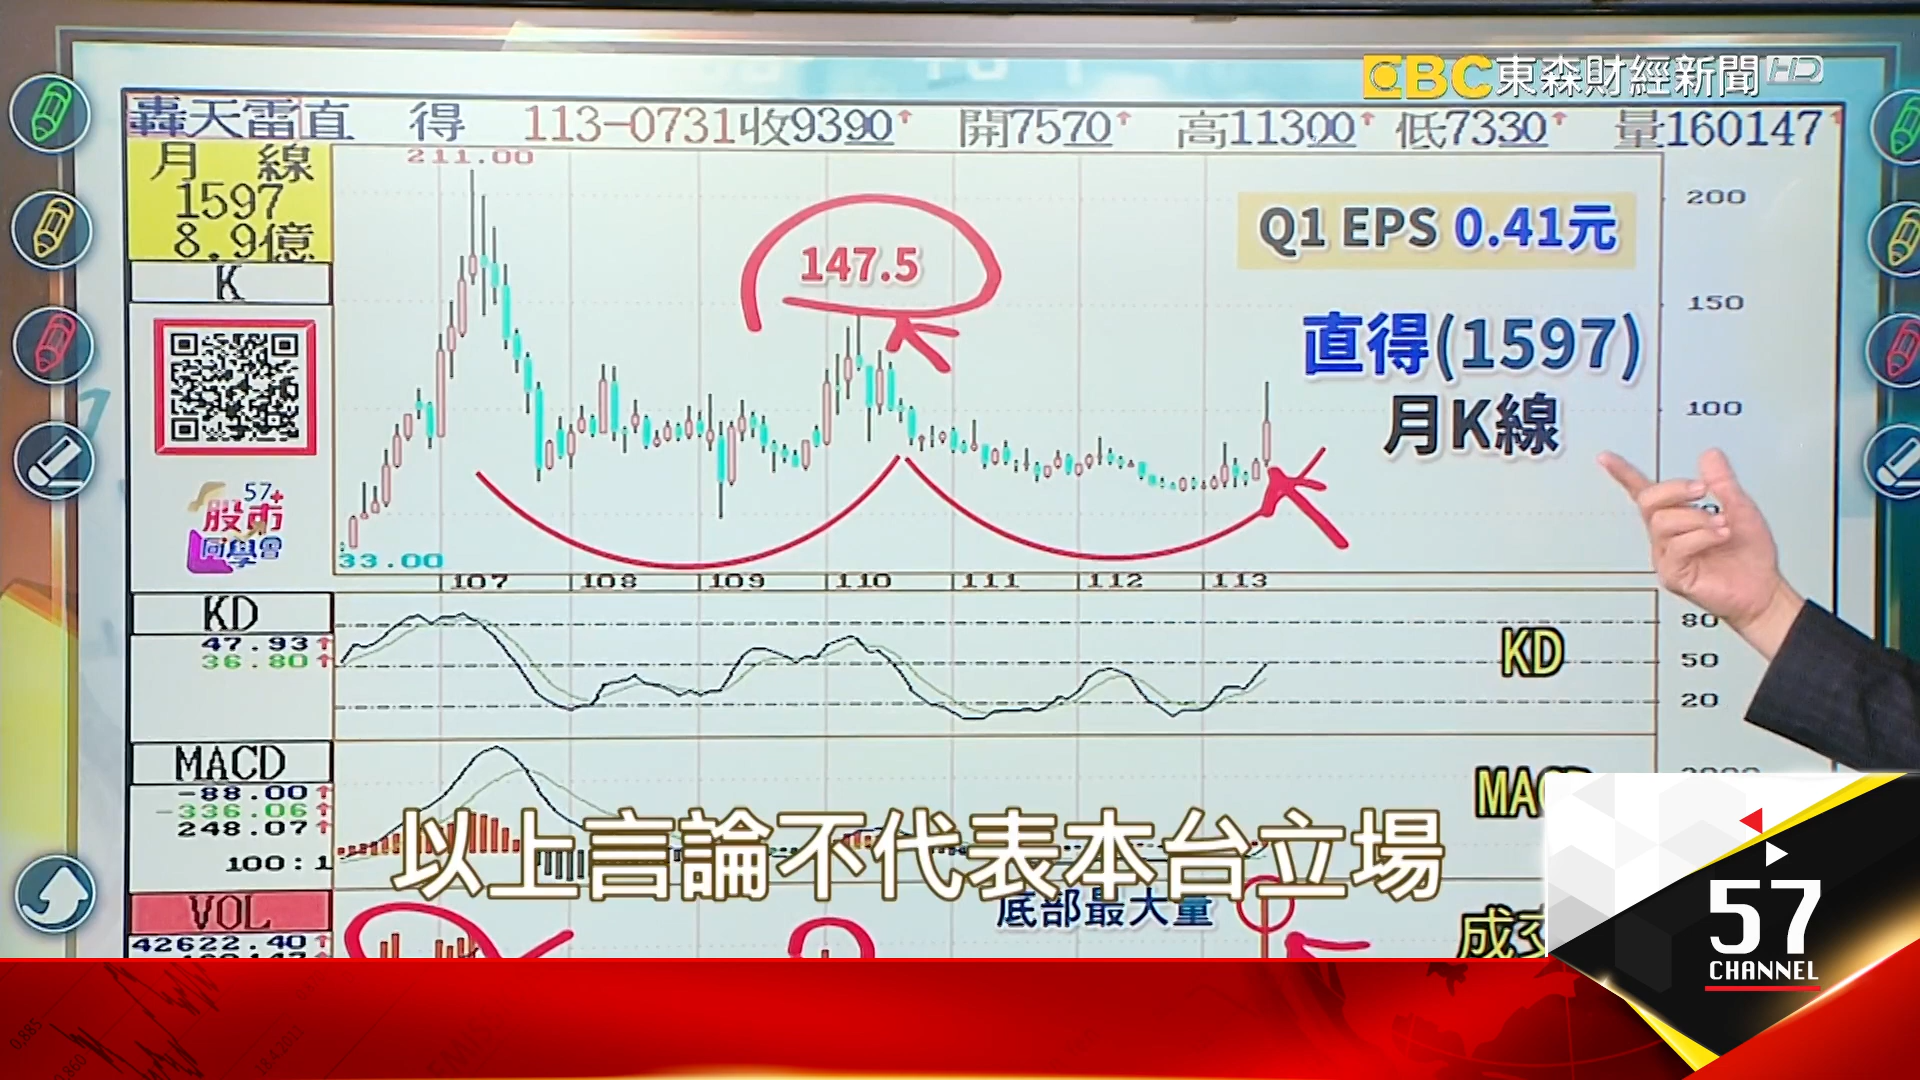 EBC東森財經新聞HD
轟天雷直 得 113-0731收9390↑ 開7570↑ 高11300↑ 低7330↑ 量160147↑
月 線
1597
8.9億
K
211.00
147.5
Q1 EPS 0.41元
直得(1597)
月K線
200
150
100
57+
股市
同學會
33.00
107 108 109 110 111 112 113
KD
47.93↑
36.80↑
KD
80
50
20
MACD
-88.00↑
-336.06↑
248.07↑
100:1
以上言論不代表本台立場
VOL
42622.40↑
底部最大量
57
CHANNEL